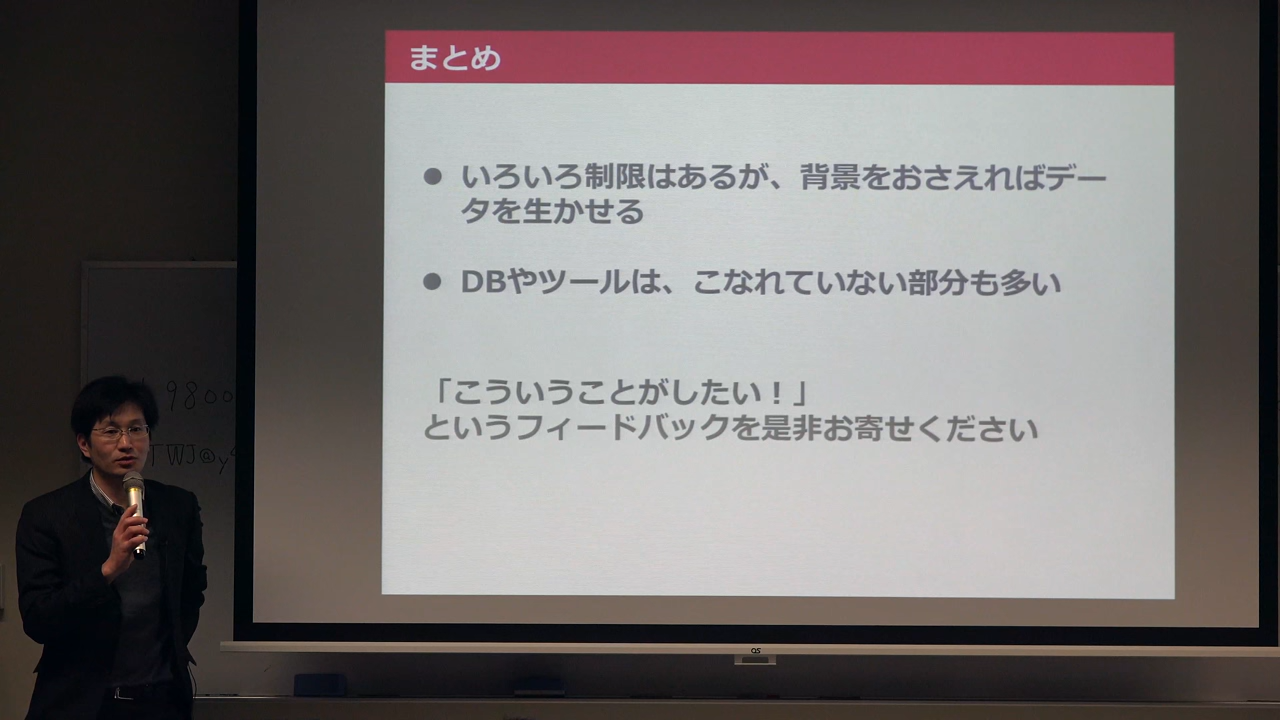 まとめ
● いろいろ制限はあるが、背景をおさえればデー
タを生かせる
● DBやツールは、こなれていない部分も多い
「こういうことがしたい！」
というフィードバックを是非お寄せください
9800
TWJ@y
OS